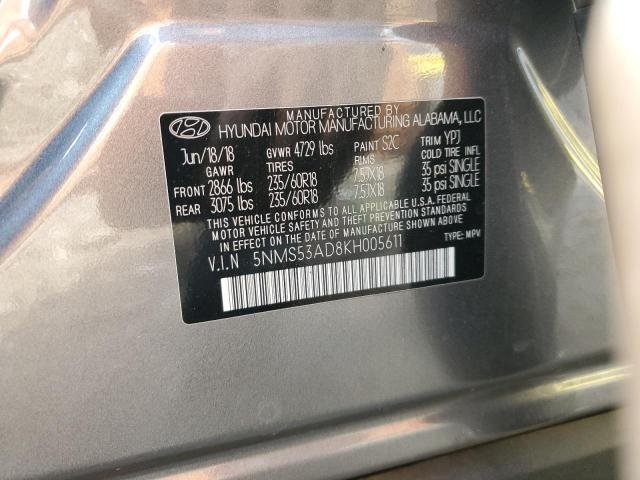 MANUFACTURED BY
HYUNDAI MOTOR MANUFACTURING ALABAMA, LLC
Jun/18/18 GVWR 4729 lbs PAINT S2C TRIM YPJ
GAWR TIRES RIMS COLD TIRE INFL
FRONT 2866 lbs 235/60R18 7.5JX18 35 psi SINGLE
REAR 3075 lbs 235/60R18 7.5JX18 35 psi SINGLE
THIS VEHICLE CONFORMS TO ALL APPLICABLE U.S.A. FEDERAL
MOTOR VEHICLE SAFETY, BUMPER, AND THEFT PREVENTION STANDARDS
IN EFFECT ON THE DATE OF MANUFACTURE SHOWN ABOVE.
V.I.N 5NMS53AD8KH005611 TYPE: MPV